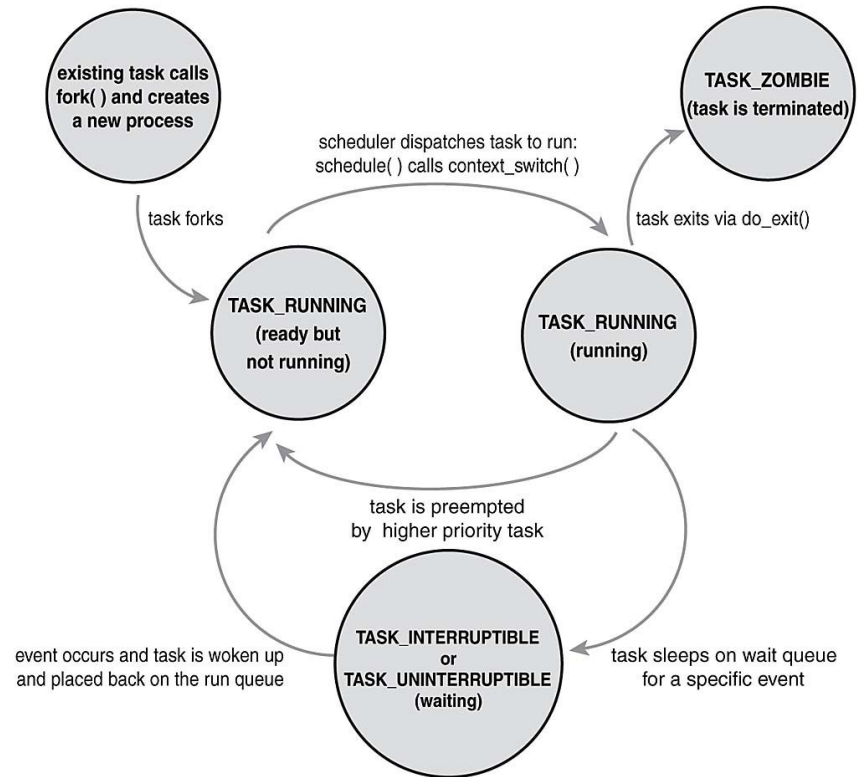 existing task calls
fork( ) and creates
a new process
TASK_ZOMBIE
(task is terminated)
scheduler dispatches task to run:
schedule( ) calls context_switch( )
task forks
task exits via do_exit()
TASK_RUNNING
(ready but
not running)
TASK_RUNNING
(running)
task is preempted
by higher priority task
TASK_INTERRUPTIBLE
or
TASK_UNINTERRUPTIBLE
(waiting)
event occurs and task is woken up
and placed back on the run queue
task sleeps on wait queue
for a specific event